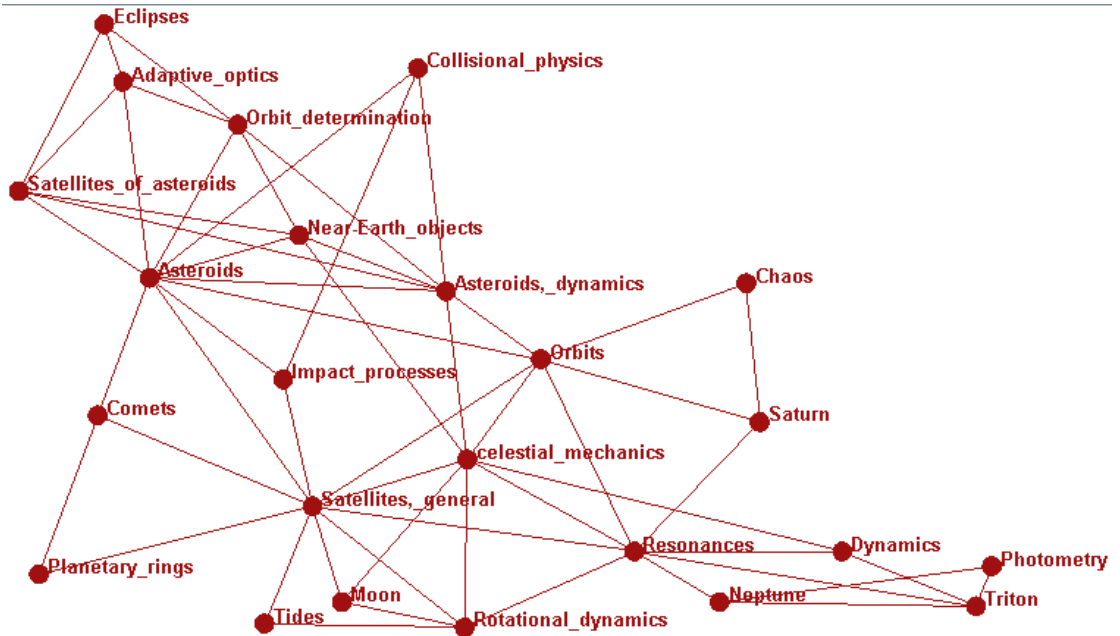 Eclipses
Collisional_physics
Adaptive_optics
Orbit_determination
Satellites_of_asteroids
Near-Earth_objects
Asteroids
Chaos
Asteroids,_dynamics
Orbits
Impact_processes
Comets
Saturn
celestial_mechanics
Satellites,_general
Resonances
Dynamics
Photometry
Planetary_rings
Moon
Neptune
Triton
Tides
Rotational_dynamics